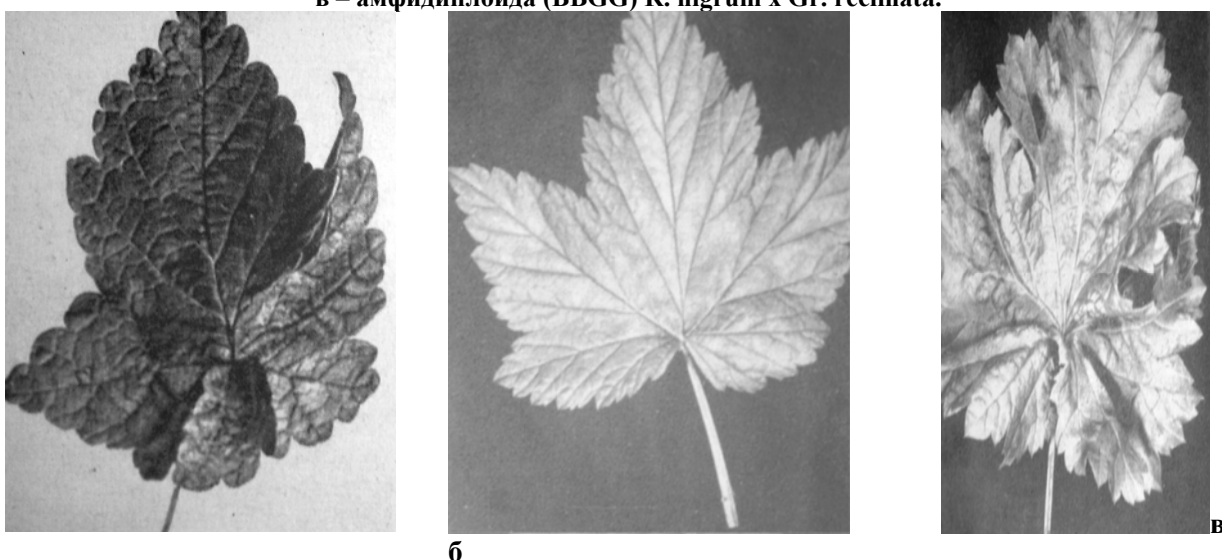 в – амфидиплоида (BBGG) R. nigrum x Gr. reclinata.
в
б